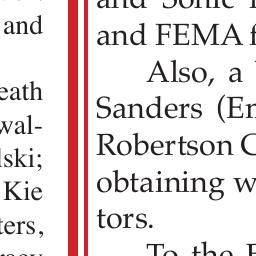 and
eath
wal-
lski;
Kie
ters,
and Sonic
and FEMA f
Also, a
Sanders (En
Robertson C
obtaining w
tors.
To the